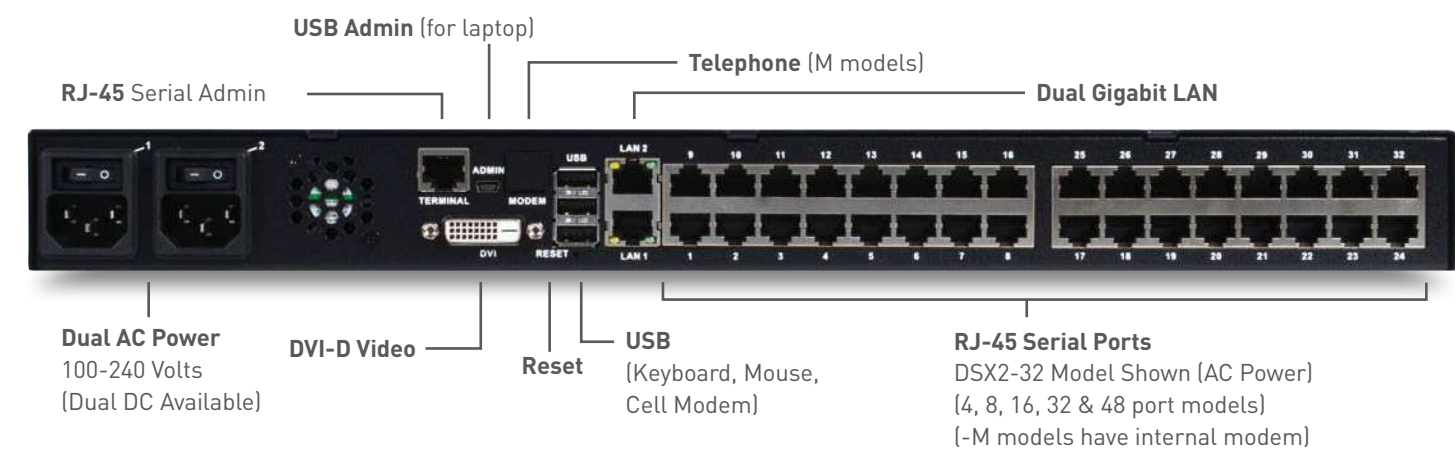 USB Admin (for laptop)
Telephone (M models)
RJ-45 Serial Admin
Dual Gigabit LAN
1
2
TERMINAL
ADMIN
MODEM
USB
LAN 2
9 10 11 12 13 14 15 16
25 26 27 28 29 30 31 32
DVI
RESET
LAN 1
1 2 3 4 5 6 7 8
17 18 19 20 21 22 23 24
Dual AC Power
100-240 Volts
(Dual DC Available)
DVI-D Video
Reset
USB
(Keyboard, Mouse,
Cell Modem)
RJ-45 Serial Ports
DSX2-32 Model Shown (AC Power)
(4, 8, 16, 32 & 48 port models)
(-M models have internal modem)